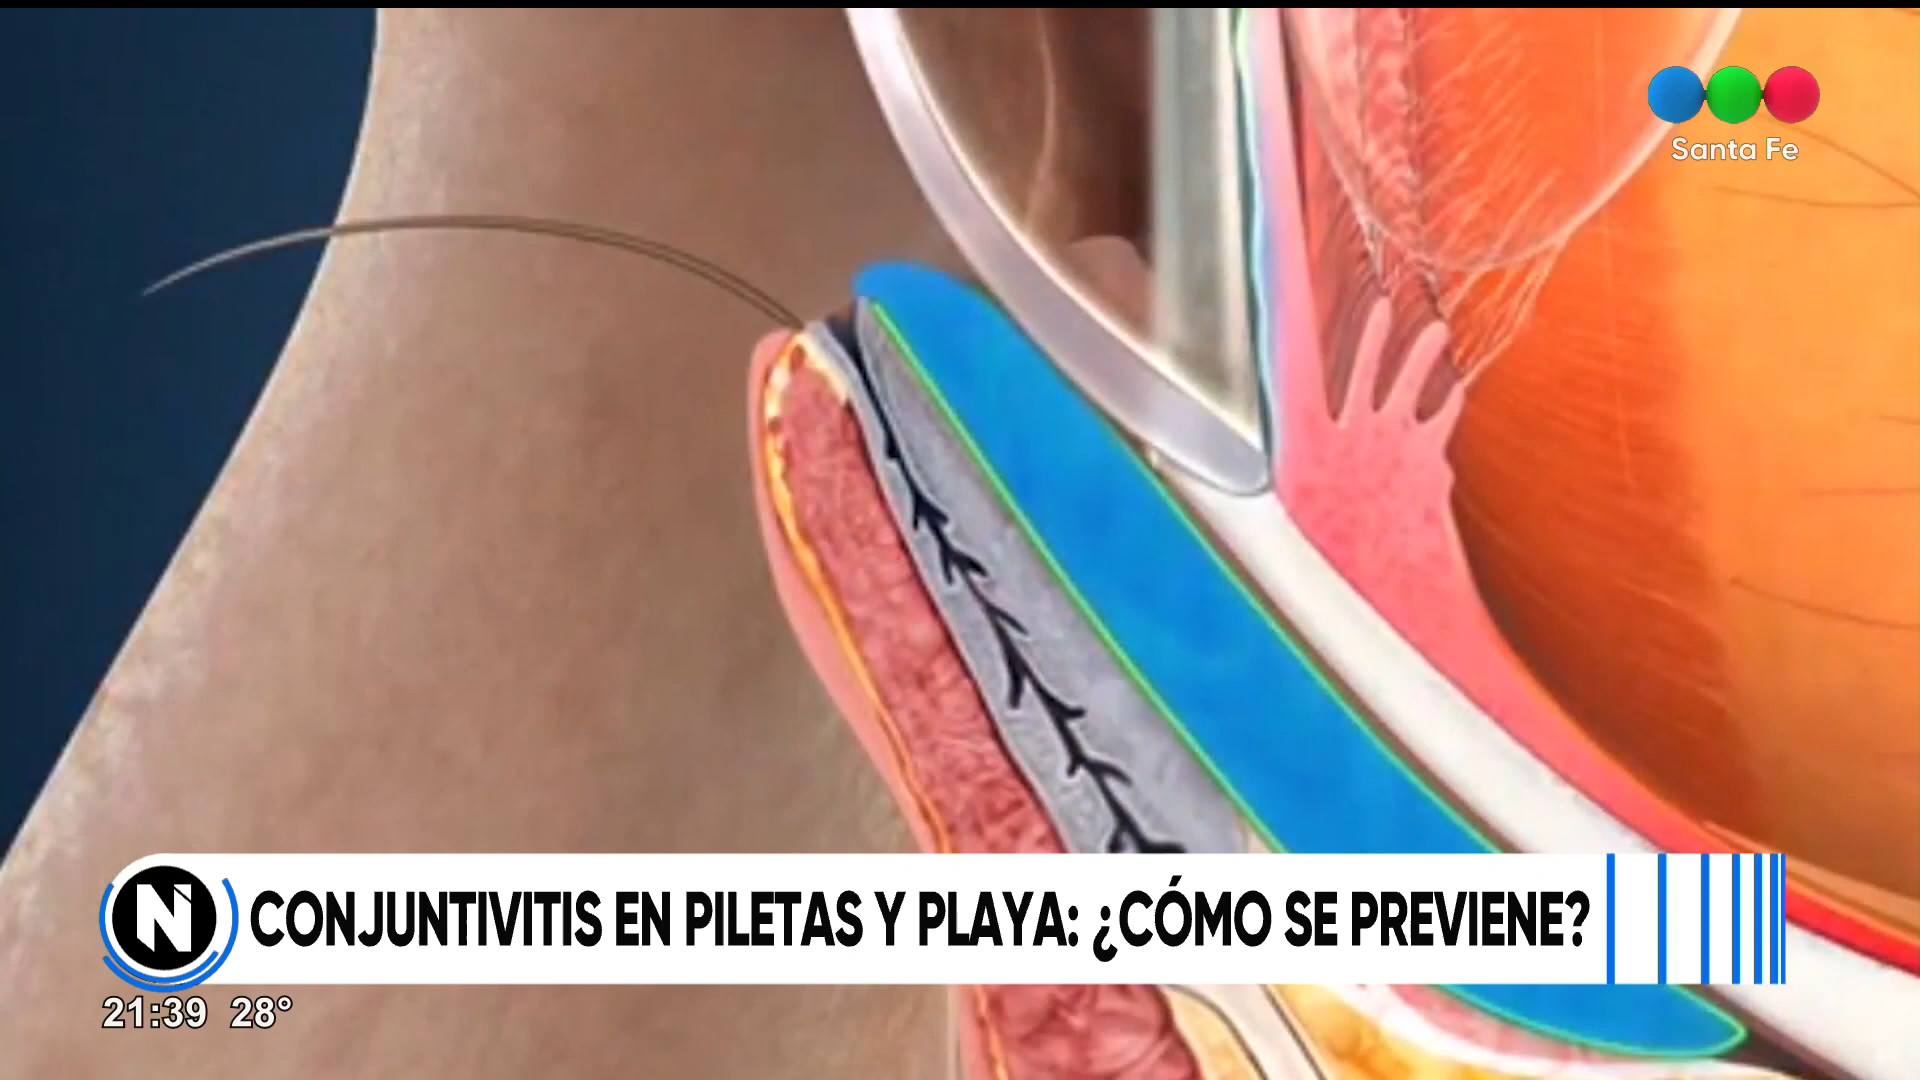 Santa Fe
N CONJUNTIVITIS EN PILETAS Y PLAYA: ¿CÓMO SE PREVIENE?
21:39 28°